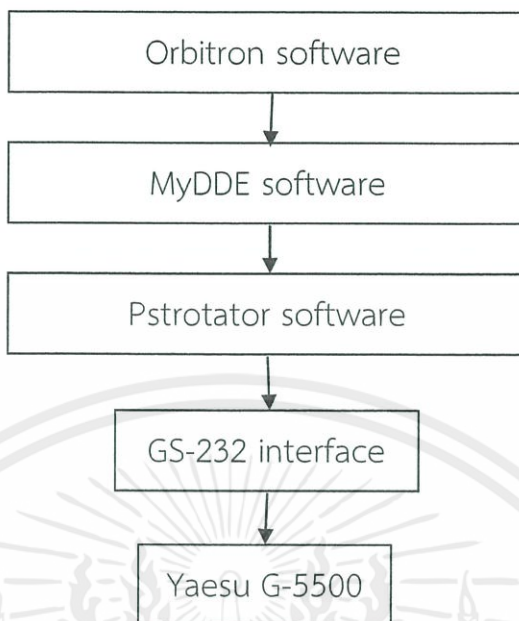 Orbitron software
MyDDE software
Pstrotator software
GS-232 interface
Yaesu G-5500